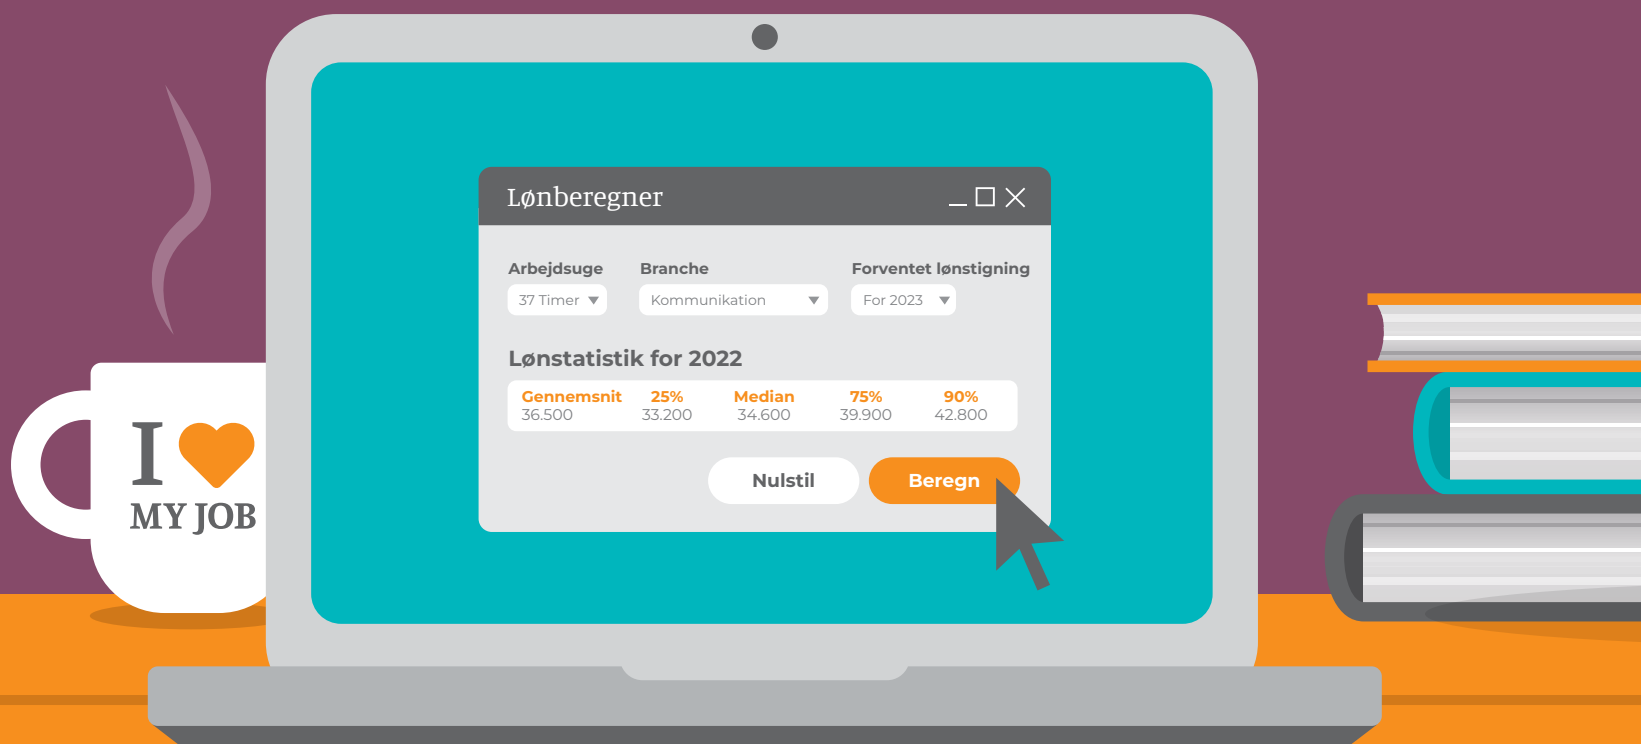 Lønberegner
Arbejdsuge Branche Forventet lønstigning
37 Timer Kommunikation For 2023
Lønstatistik for 2022
Gennemsnit 25% Median 75% 90%
36.500 33.200 34.600 39.900 42.800
Nulstil Beregn
I
MY JOB